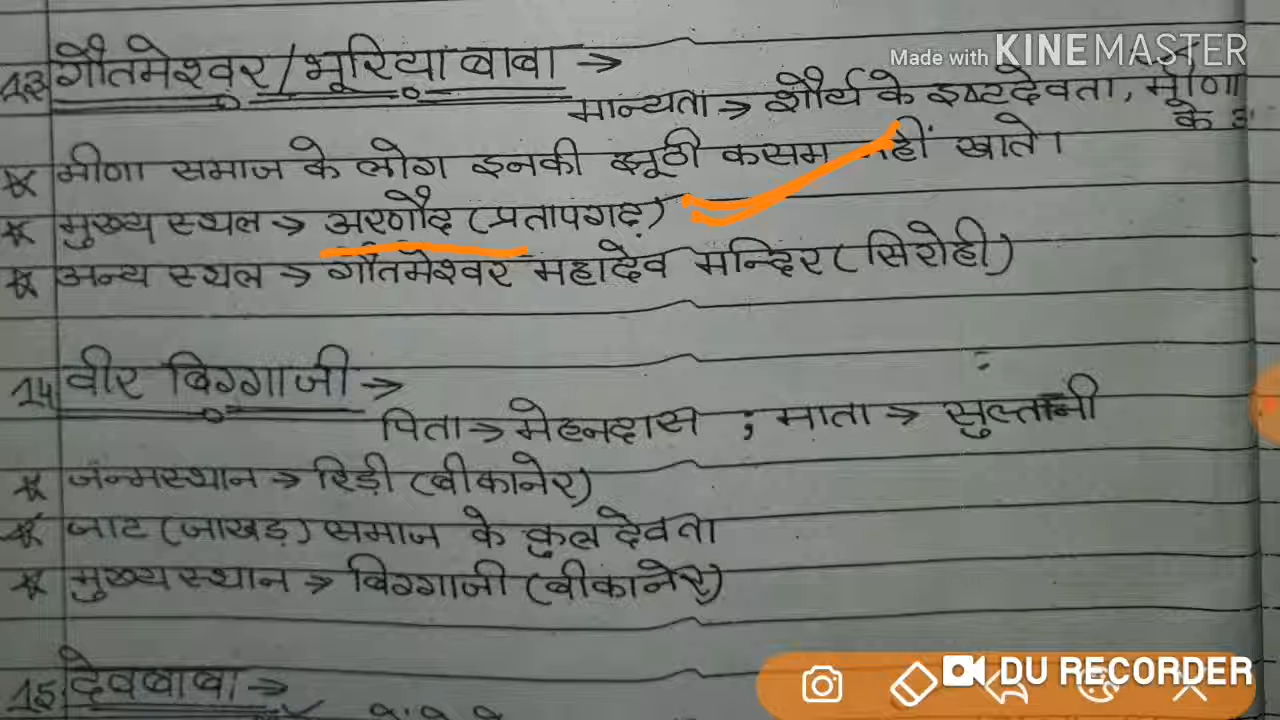 Made with KINEMASTER
13 गौतमेश्वर/भूरिया बाबा →
मान्यता → शौर्य के इष्टदेवता, मीणा
के
* मीणा समाज के लोग इनकी झूठी कसम नहीं खाते।
* मुख्य स्थल → अरणोद (प्रतापगढ़)
* अन्य स्थल → गौतमेश्वर महादेव मन्दिर (सिरोही)
14 वीर बिग्गाजी →
पिता → मेहनदास ; माता → सुल्तानी
* जन्मस्थान → रिड़ी (बीकानेर)
* जाट (जाखड़) समाज के कुल देवता
* मुख्य स्थान → बिग्गाजी (बीकानेर)
15 देवबाबा →
DU RECORDER